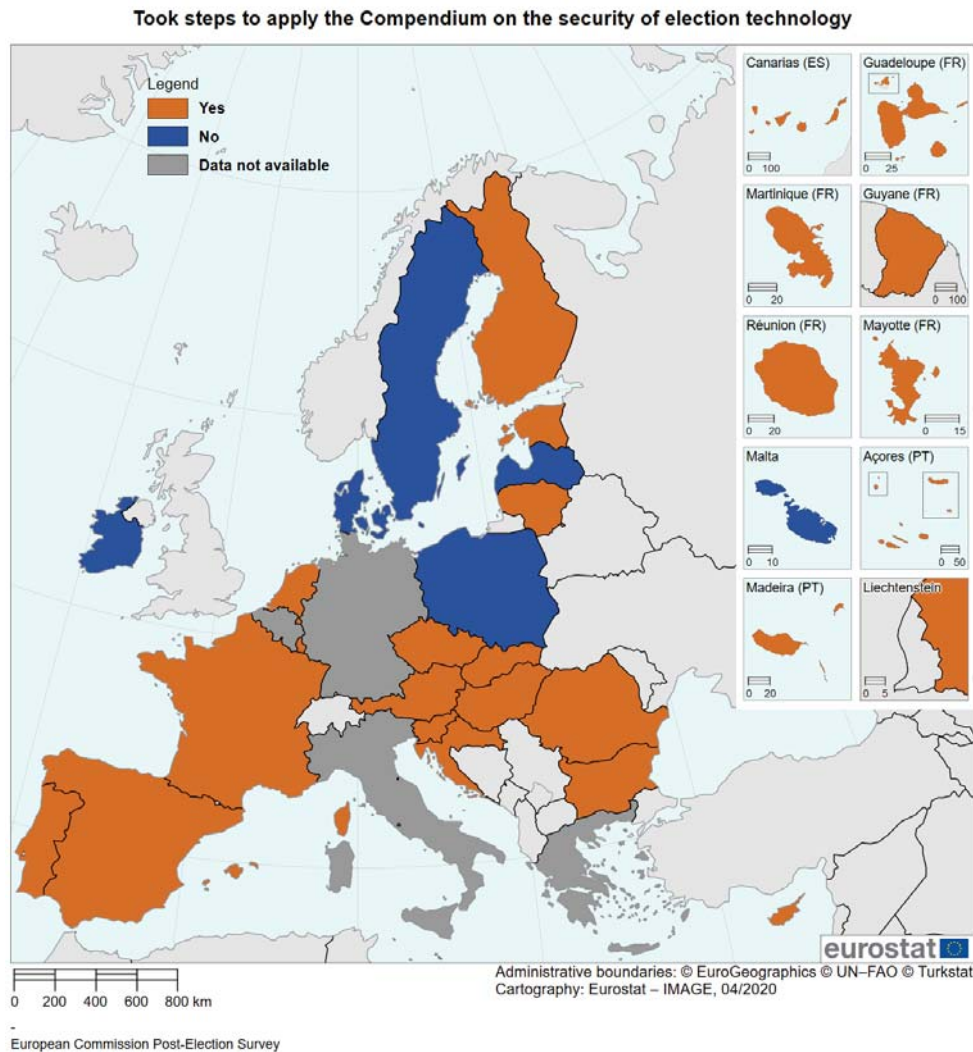 Took steps to apply the Compendium on the security of election technology
Legend
Yes
No
Data not available
Canarias (ES)
0 100
Guadeloupe (FR)
0 25
Martinique (FR)
0 20
Guyane (FR)
0 100
Réunion (FR)
0 20
Mayotte (FR)
0 15
Malta
0 10
Açores (PT)
0 50
Madeira (PT)
0 20
Liechtenstein
0 5
eurostat
Administrative boundaries: © EuroGeographics © UN–FAO © Turkstat
Cartography: Eurostat – IMAGE, 04/2020
0 200 400 600 800 km
-
European Commission Post-Election Survey